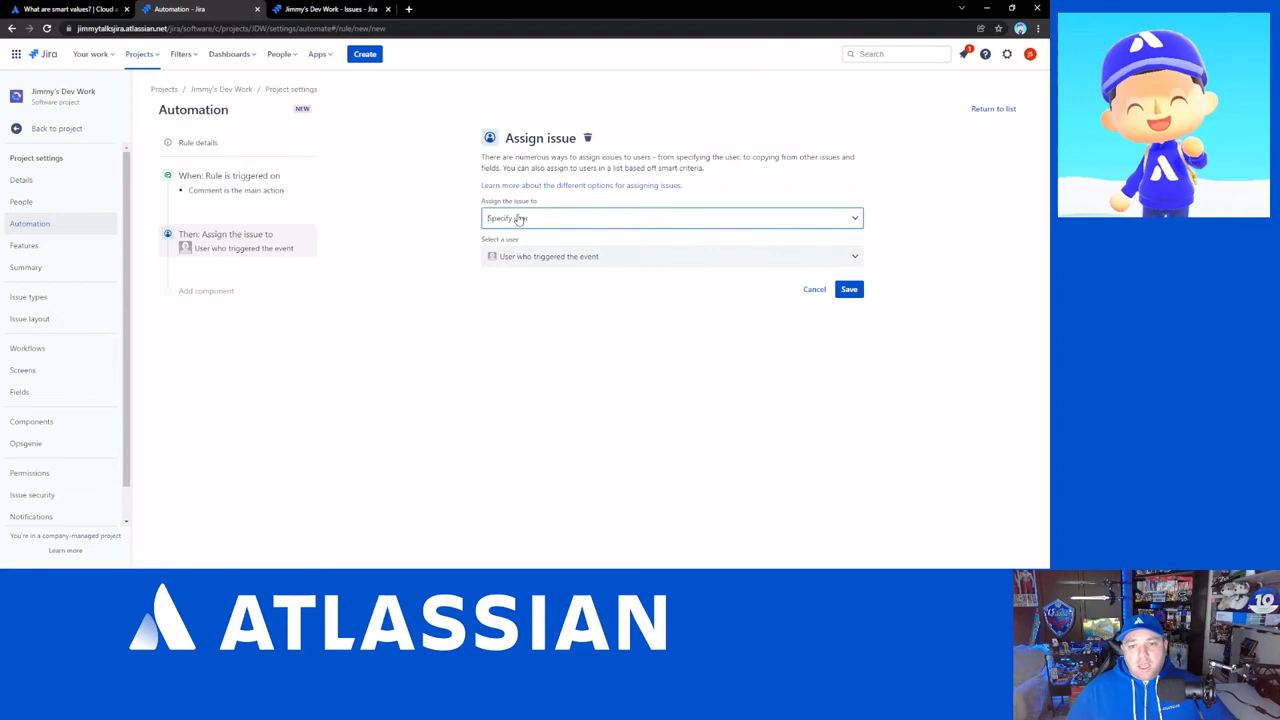 What are smart values? | Cloud a
Automation - Jira
Jimmy's Dev Work - Issues - Jira
jimmytalksjira.atlassian.net/jira/software/c/projects/JDW/settings/automate#/rule/new/new
Jira
Your work
Projects
Filters
Dashboards
People
Apps
Create
Search
1
JS
Jimmy's Dev Work
Software project
Back to project
Project settings
Details
People
Automation
Features
Summary
Issue types
Issue layout
Workflows
Screens
Fields
Components
Opsgenie
Permissions
Issue security
Notifications
You're in a company-managed project
Learn more
Projects / Jimmy's Dev Work / Project settings
Automation
NEW
Return to list
Rule details
When: Rule is triggered on
• Comment is the main action
Then: Assign the issue to
User who triggered the event
Add component
Assign issue
There are numerous ways to assign issues to users - from specifying the user, to copying from other issues and
fields. You can also assign to users in a list based off smart criteria.
Learn more about the different options for assigning issues.
Assign the issue to
Specify user
Select a user
User who triggered the event
Cancel
Save
ATLASSIAN
10